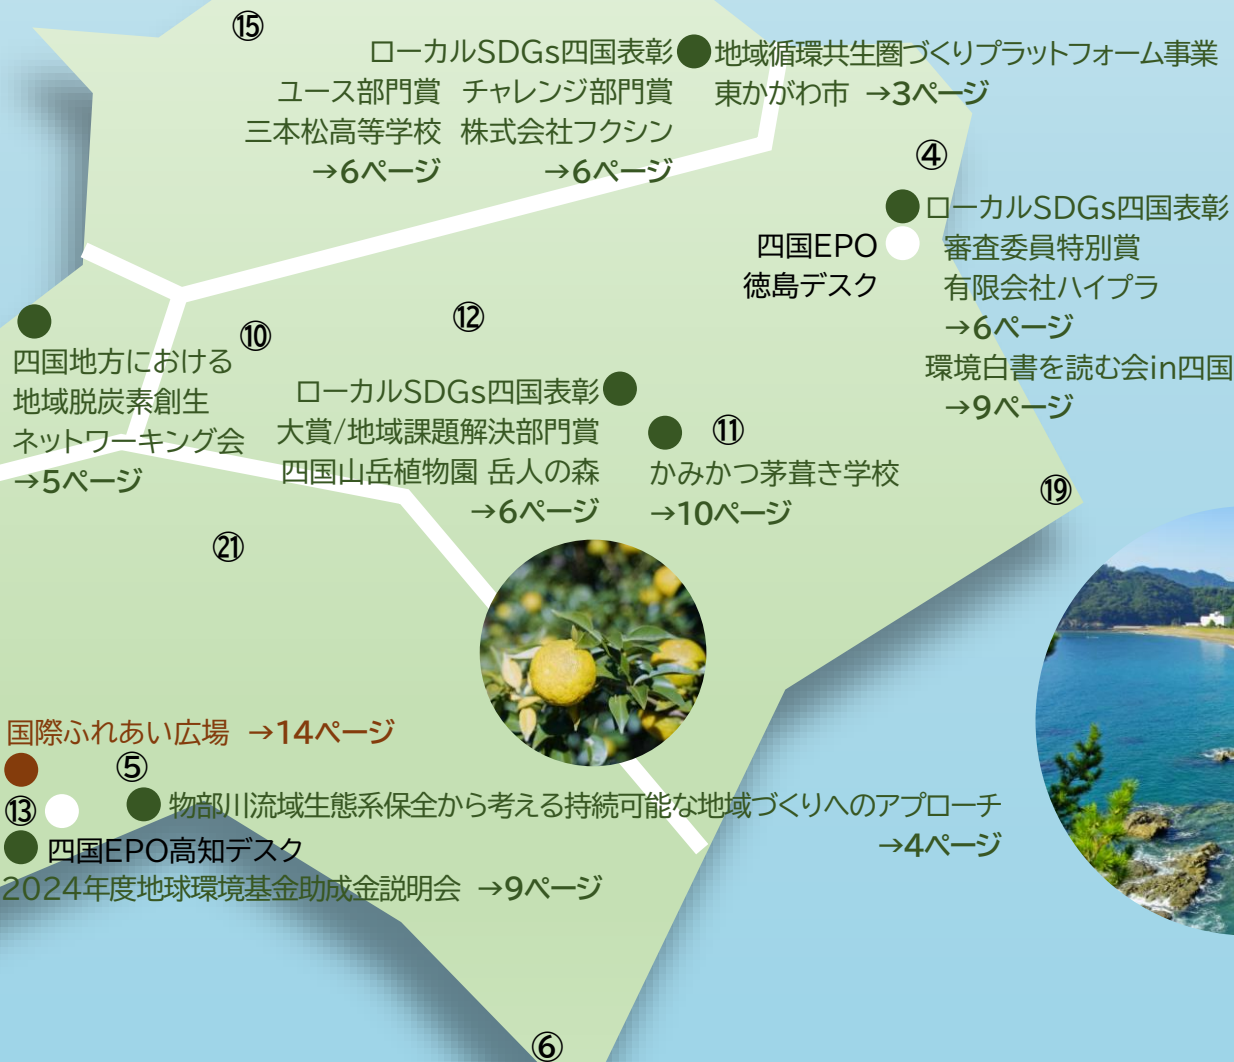 ⑮
ローカルSDGs四国表彰
ユース部門賞 チャレンジ部門賞
三本松高等学校 株式会社フクシン
→6ページ →6ページ
地域循環共生圏づくりプラットフォーム事業
東かがわ市 →3ページ
④
ローカルSDGs四国表彰
審査委員特別賞
有限会社ハイプラ
→6ページ
環境白書を読む会in四国
→9ページ
四国EPO
徳島デスク
⑫
⑩
四国地方における
地域脱炭素創生
ネットワーキング会
→5ページ
ローカルSDGs四国表彰
大賞/地域課題解決部門賞
四国山岳植物園 岳人の森
→6ページ
⑪
かみかつ茅葺き学校
→10ページ
⑲
㉑
国際ふれあい広場 →14ページ
⑤
⑬
物部川流域生態系保全から考える持続可能な地域づくりへのアプローチ
→4ページ
四国EPO高知デスク
2024年度地球環境基金助成金説明会 →9ページ
⑥